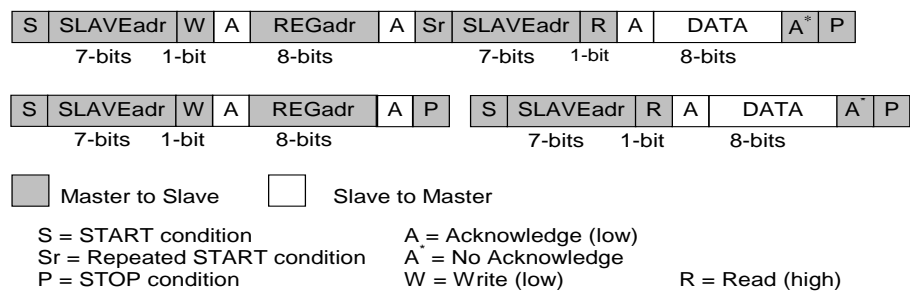 S SLAVEadr W A REGadr A Sr SLAVEadr R A DATA A* P
7-bits 1-bit 8-bits 7-bits 1-bit 8-bits
S SLAVEadr W A REGadr A P S SLAVEadr R A DATA A* P
7-bits 1-bit 8-bits 7-bits 1-bit 8-bits
Master to Slave Slave to Master
S = START condition A = Acknowledge (low)
Sr = Repeated START condition A* = No Acknowledge
P = STOP condition W = Write (low) R = Read (high)